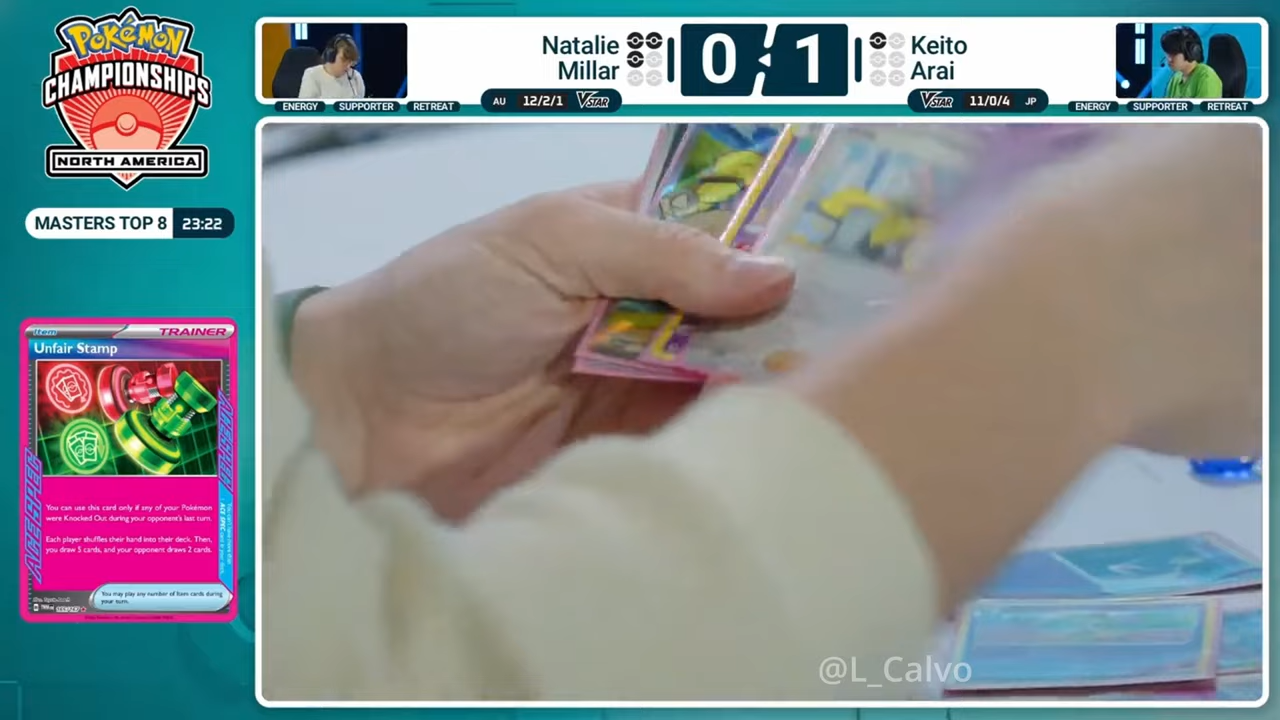 Pokémon
CHAMPIONSHIPS
NORTH AMERICA
MASTERS TOP 8 23:22
Natalie
Millar
0 1
Keito
Arai
AU 12/2/1 VSTAR
VSTAR 11/0/4 JP
ENERGY SUPPORTER RETREAT
ENERGY SUPPORTER RETREAT
Item TRAINER
Unfair Stamp
ACE SPEC
ACE SPEC
You can use this card only if any of your Pokémon
were Knocked Out during your opponent's last turn.
Each player shuffles their hand into their deck. Then,
you draw 5 cards, and your opponent draws 2 cards.
You may play any number of Item cards during
your turn.
@L_Calvo